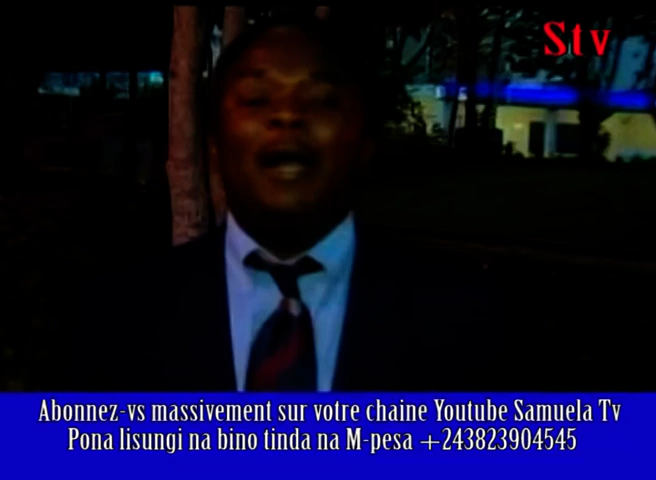 Stv
Abonnez-vs massivement sur votre chaine Youtube Samuela Tv
Pona lisungi na bino tinda na M-pesa +243823904545